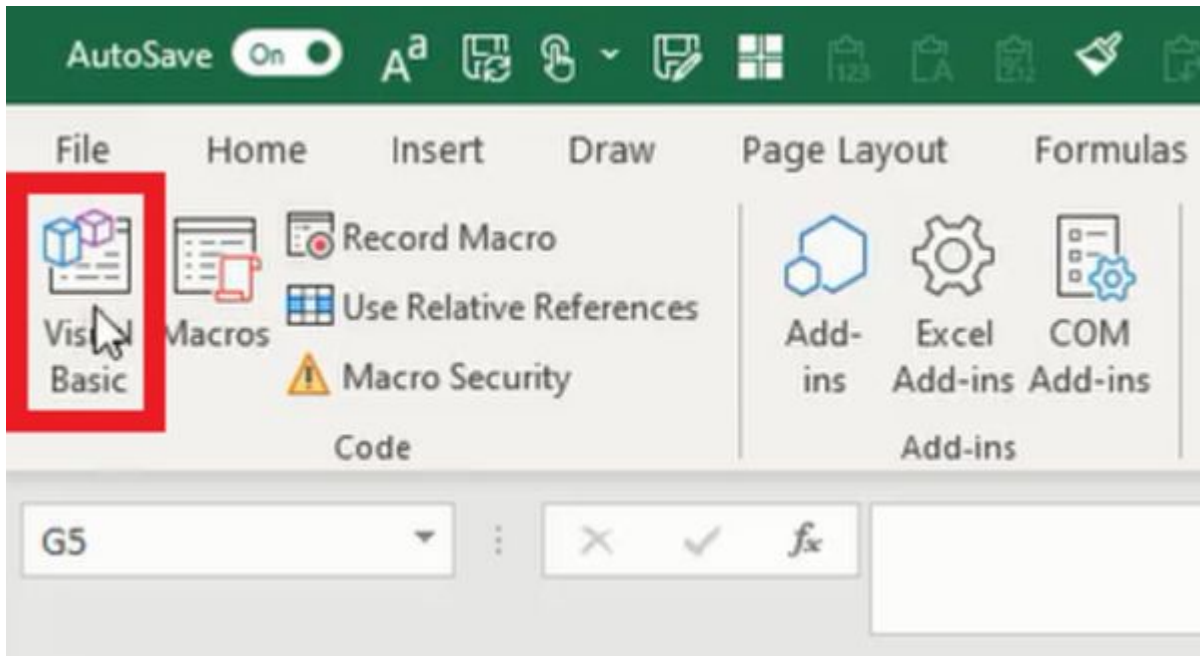 AutoSave On
File Home Insert Draw Page Layout Formulas
Record Macro
Use Relative References
Macro Security
Macros
Basic
Add-
ins
Excel
Add-ins
COM
Add-ins
Code
Add-ins
G5
fx